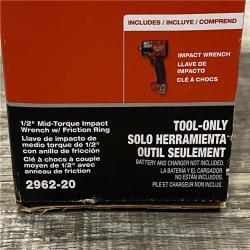 INCLUDES / INCLUYE / COMPREND
IMPACT WRENCH
LLAVE DE
IMPACTO
CLÉ À CHOCS
1/2" Mid-Torque Impact
Wrench w/ Friction Ring
Llave de impacto de
medio torque de 1/2" con
con anillo de fricción
Clé à chocs à couple
moyen de 1/2" avec
anneau de friction
2962-20
TOOL-ONLY
SOLO HERRAMIENTA
OUTIL SEULEMENT
BATTERY AND CHARGER NOT INCLUDED.
LA BATERÍA Y EL CARGADOR NO ESTÁN INCLUIDOS.
PILE ET CHARGEUR NON INCLUS.